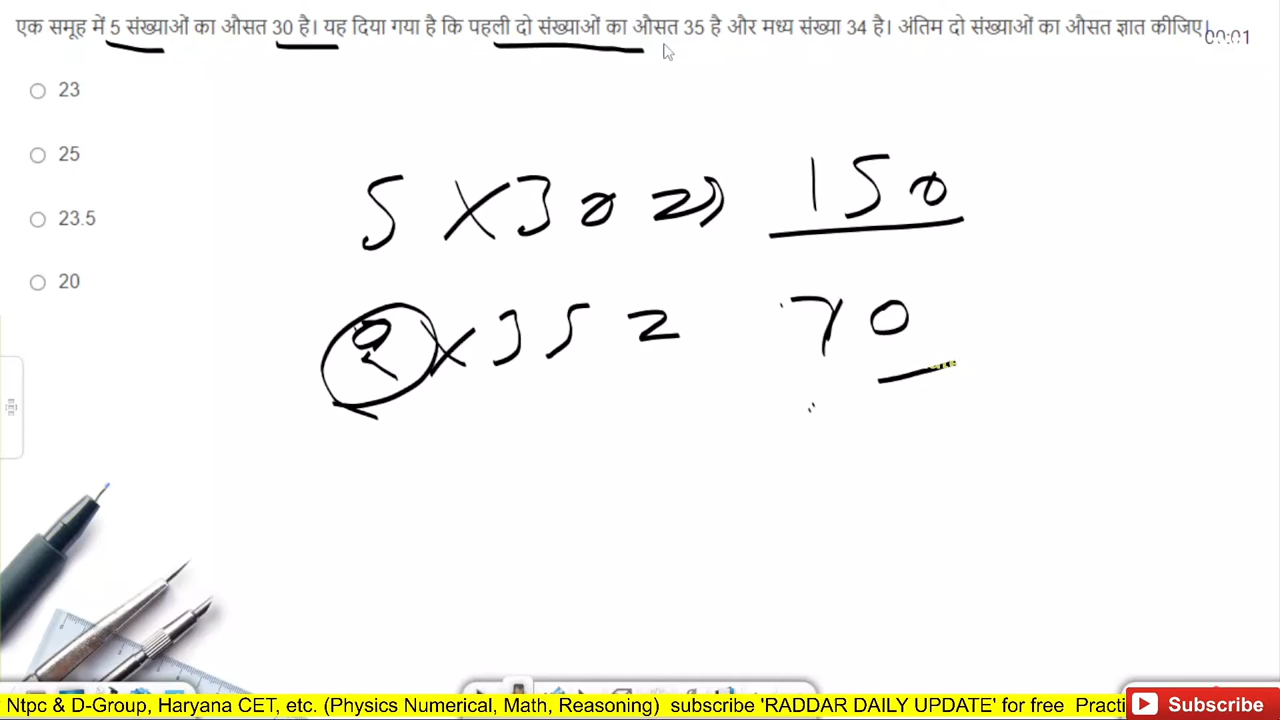 एक समूह में 5 संख्याओं का औसत 30 है। यह दिया गया है कि पहली दो संख्याओं का औसत 35 है और मध्य संख्या 34 है। अंतिम दो संख्याओं का औसत ज्ञात कीजिए।
00:01
23
25
23.5
20
5 × 30 = 150
2 × 35 = 70
Ntpc & D-Group, Haryana CET, etc. (Physics Numerical, Math, Reasoning) subscribe 'RADDAR DAILY UPDATE' for free Practi
Subscribe